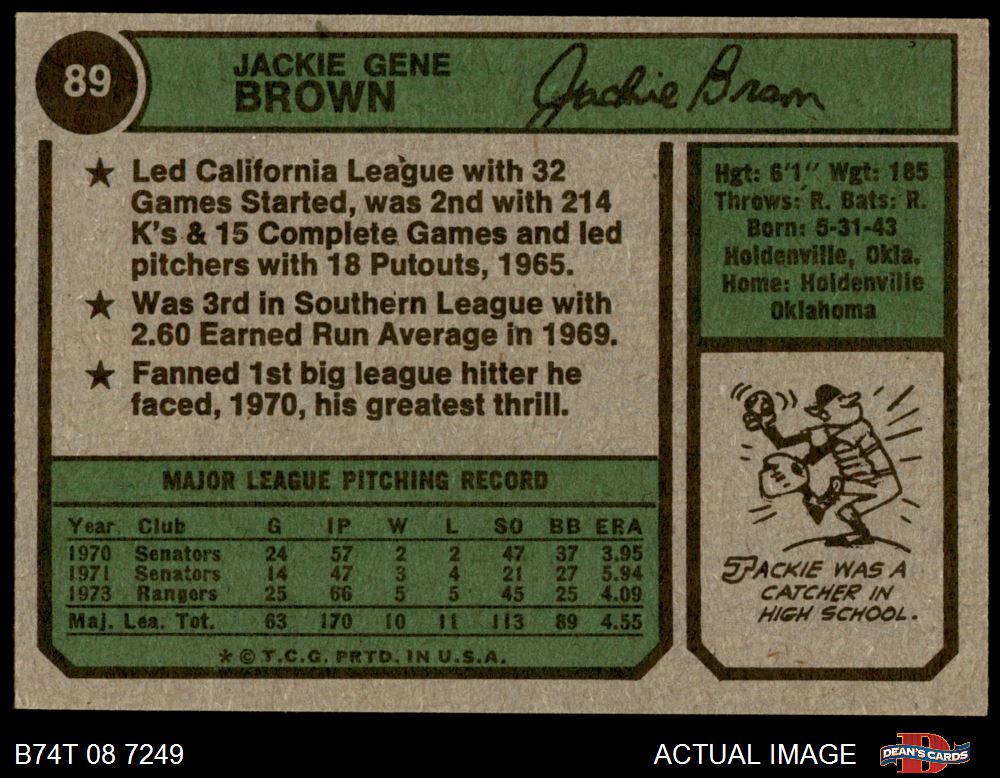 89
JACKIE GENE
BROWN
Jackie Brown
★ Led California League with 32
Games Started, was 2nd with 214
K's & 15 Complete Games and led
pitchers with 18 Putouts, 1965.
★ Was 3rd in Southern League with
2.60 Earned Run Average in 1969.
★ Fanned 1st big league hitter he
faced, 1970, his greatest thrill.
MAJOR LEAGUE PITCHING RECORD
Year Club G IP W L SO BB ERA
1970 Senators 24 57 2 2 47 37 3.95
1971 Senators 14 47 3 4 21 27 5.94
1973 Rangers 25 66 5 5 45 25 4.09
Maj. Lea. Tot. 63 170 10 11 113 89 4.55
* © T.C.G. PRTD. IN U.S.A.
Hgt: 6'1" Wgt: 185
Throws: R. Bats: R.
Born: 5-31-43
Holdenville, Okla.
Home: Holdenville
Oklahoma
JACKIE WAS A
CATCHER IN
HIGH SCHOOL.
B74T 08 7249
ACTUAL IMAGE
DEAN'S CARDS